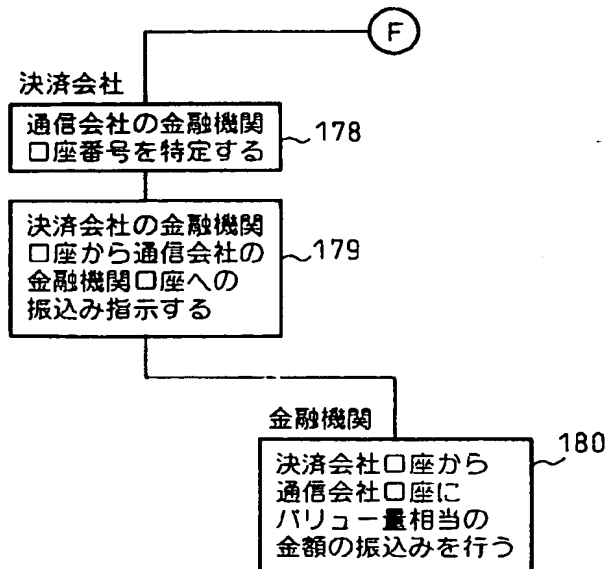 F
決済会社
通信会社の金融機関
口座番号を特定する
178
決済会社の金融機関
口座から通信会社の
金融機関口座への
振込み指示する
179
金融機関
決済会社口座から
通信会社口座に
バリュー量相当の
金額の振込みを行う
180